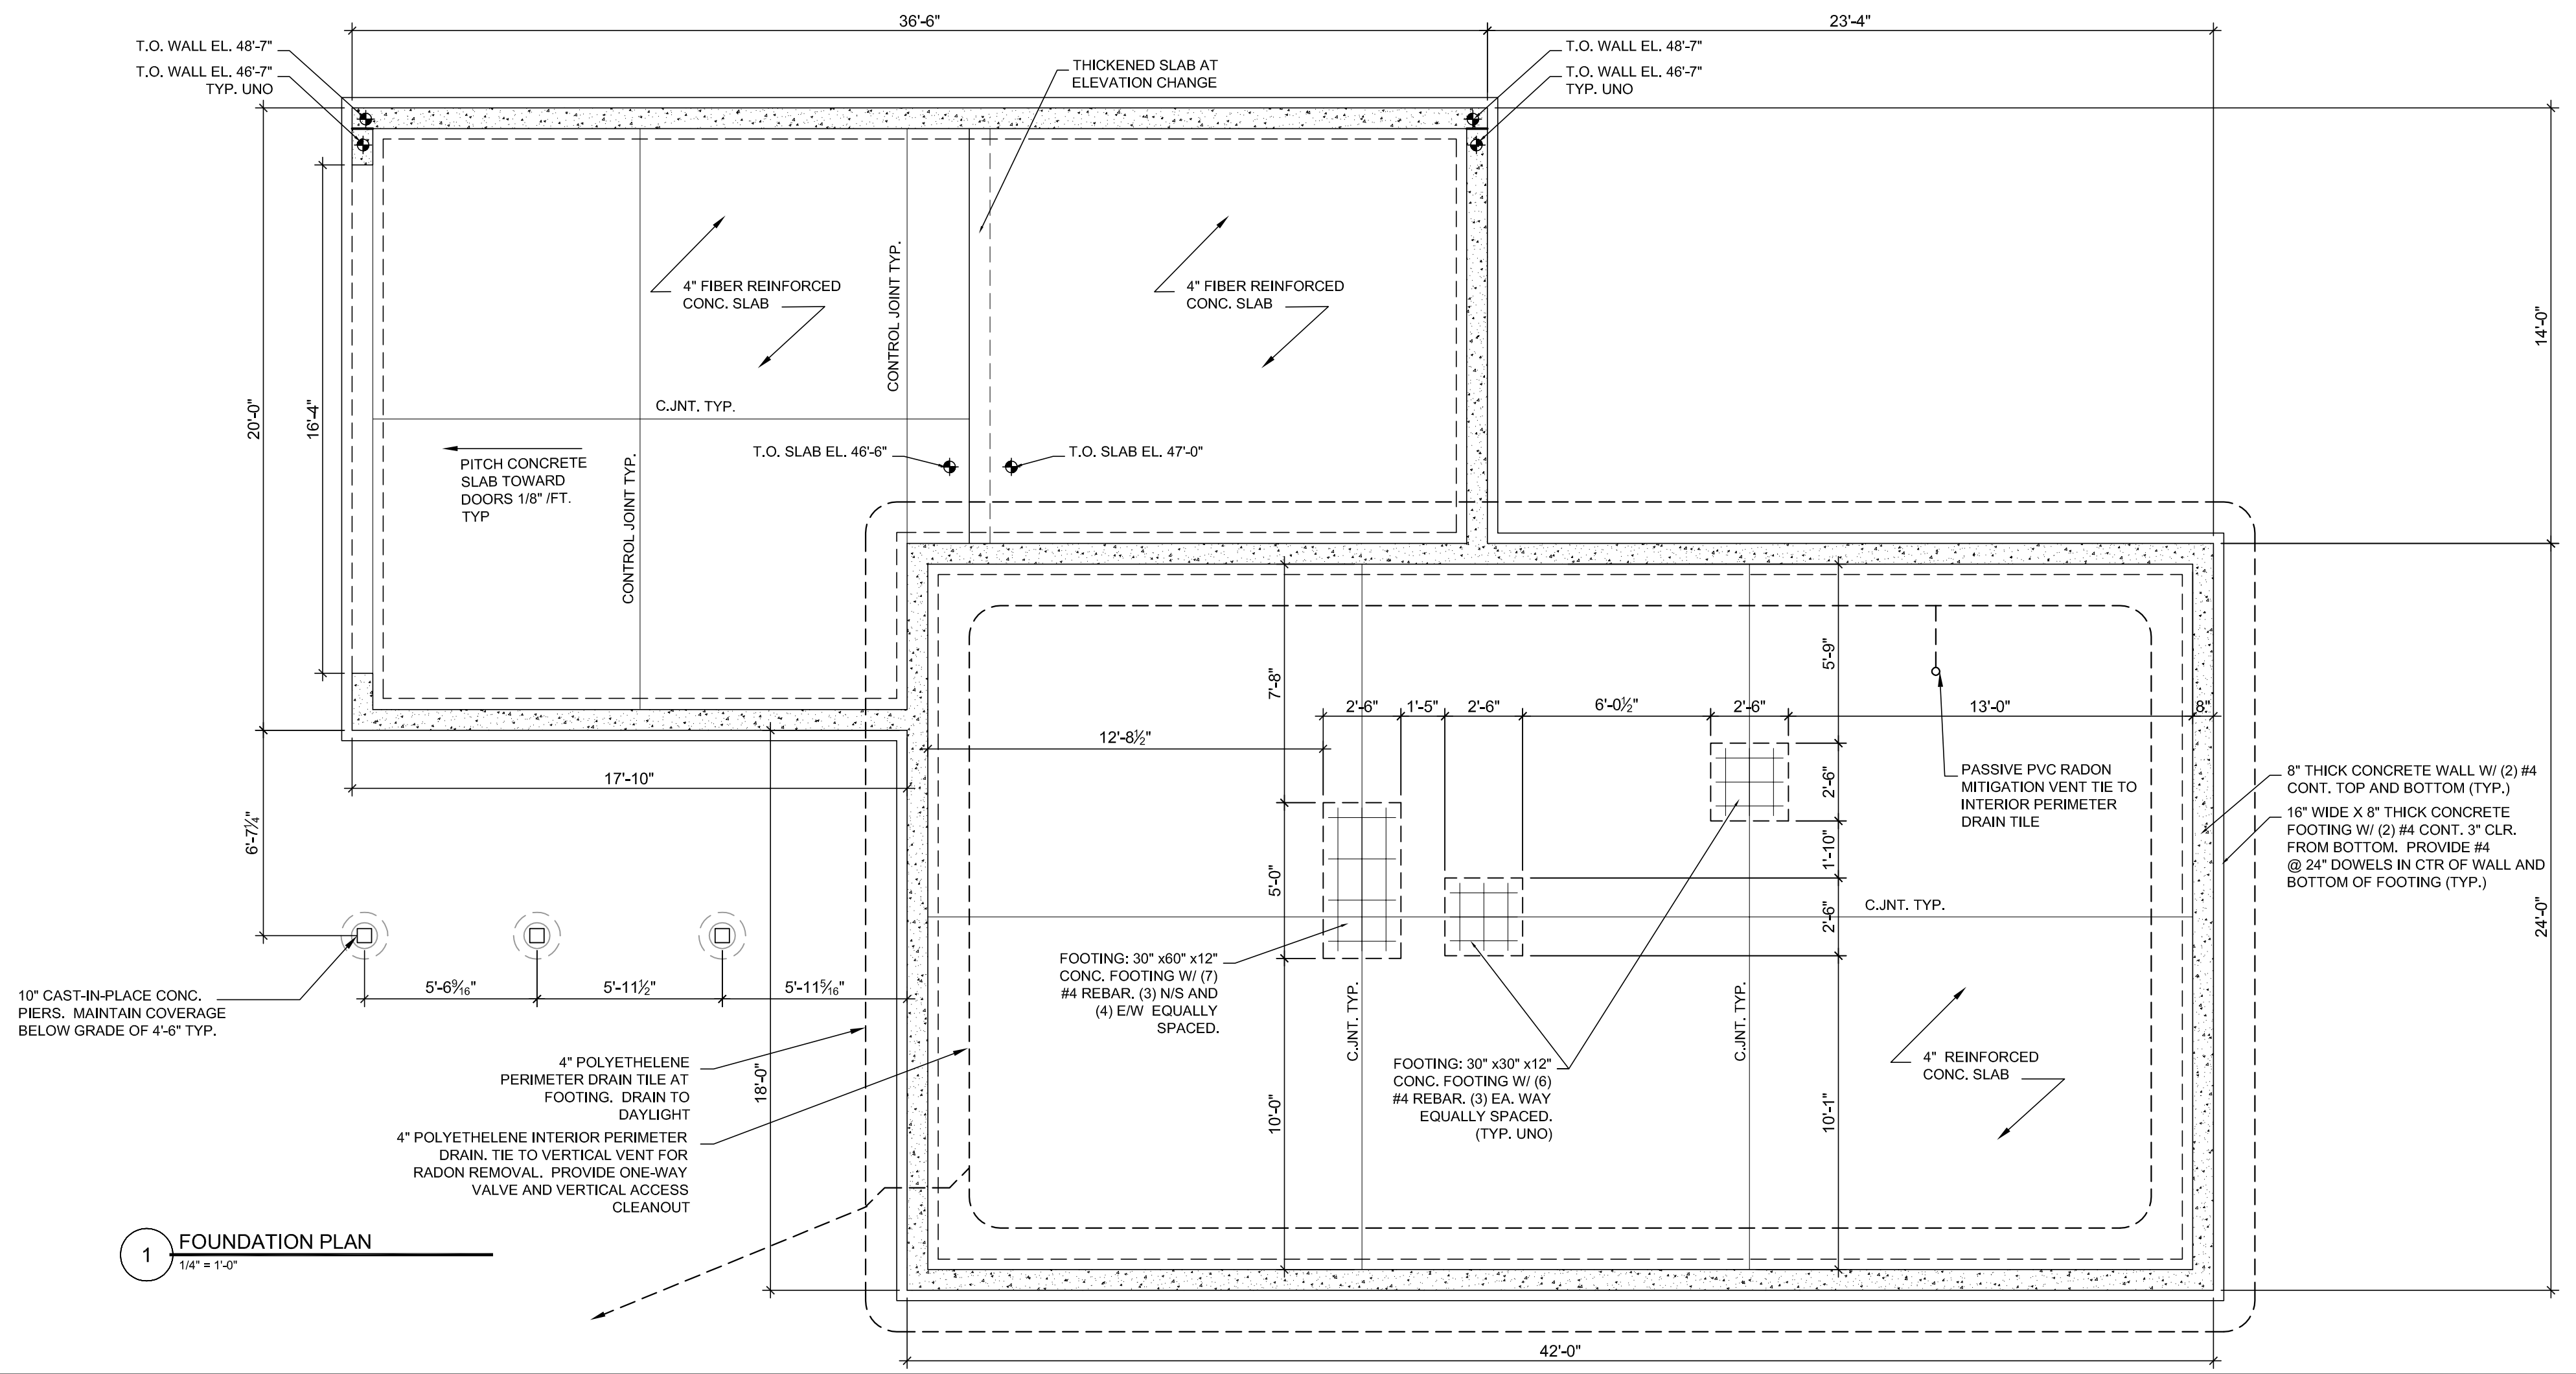 36'-6"
23'-4"
T.O. WALL EL. 48'-7"
T.O. WALL EL. 46'-7"
TYP. UNO
THICKENED SLAB AT
ELEVATION CHANGE
T.O. WALL EL. 48'-7"
T.O. WALL EL. 46'-7"
TYP. UNO
20'-0"
16'-4"
14'-0"
4" FIBER REINFORCED
CONC. SLAB
CONTROL JOINT TYP.
4" FIBER REINFORCED
CONC. SLAB
C.JNT. TYP.
T.O. SLAB EL. 46'-6"
T.O. SLAB EL. 47'-0"
PITCH CONCRETE
SLAB TOWARD
DOORS 1/8" /FT.
TYP
CONTROL JOINT TYP.
7'-8"
5'-9"
2'-6"
1'-5"
2'-6"
6'-0½"
2'-6"
13'-0"
8"
12'-8½"
17'-10"
6'-7¼"
2'-6"
1'-10"
2'-6"
5'-0"
PASSIVE PVC RADON
MITIGATION VENT TIE TO
INTERIOR PERIMETER
DRAIN TILE
8" THICK CONCRETE WALL W/ (2) #4
CONT. TOP AND BOTTOM (TYP.)
16" WIDE X 8" THICK CONCRETE
FOOTING W/ (2) #4 CONT. 3" CLR.
FROM BOTTOM. PROVIDE #4
@ 24" DOWELS IN CTR OF WALL AND
BOTTOM OF FOOTING (TYP.)
C.JNT. TYP.
24'-0"
10" CAST-IN-PLACE CONC.
PIERS. MAINTAIN COVERAGE
BELOW GRADE OF 4'-6" TYP.
5'-6⁹⁄₁₆"
5'-11½"
5'-11⁵⁄₁₆"
FOOTING: 30" x60" x12"
CONC. FOOTING W/ (7)
#4 REBAR. (3) N/S AND
(4) E/W EQUALLY
SPACED.
C.JNT. TYP.
C.JNT. TYP.
FOOTING: 30" x30" x12"
CONC. FOOTING W/ (6)
#4 REBAR. (3) EA. WAY
EQUALLY SPACED.
(TYP. UNO)
4" REINFORCED
CONC. SLAB
4" POLYETHELENE
PERIMETER DRAIN TILE AT
FOOTING. DRAIN TO
DAYLIGHT
18'-0"
10'-0"
10'-1"
4" POLYETHELENE INTERIOR PERIMETER
DRAIN. TIE TO VERTICAL VENT FOR
RADON REMOVAL. PROVIDE ONE-WAY
VALVE AND VERTICAL ACCESS
CLEANOUT
1
FOUNDATION PLAN
1/4" = 1'-0"
42'-0"